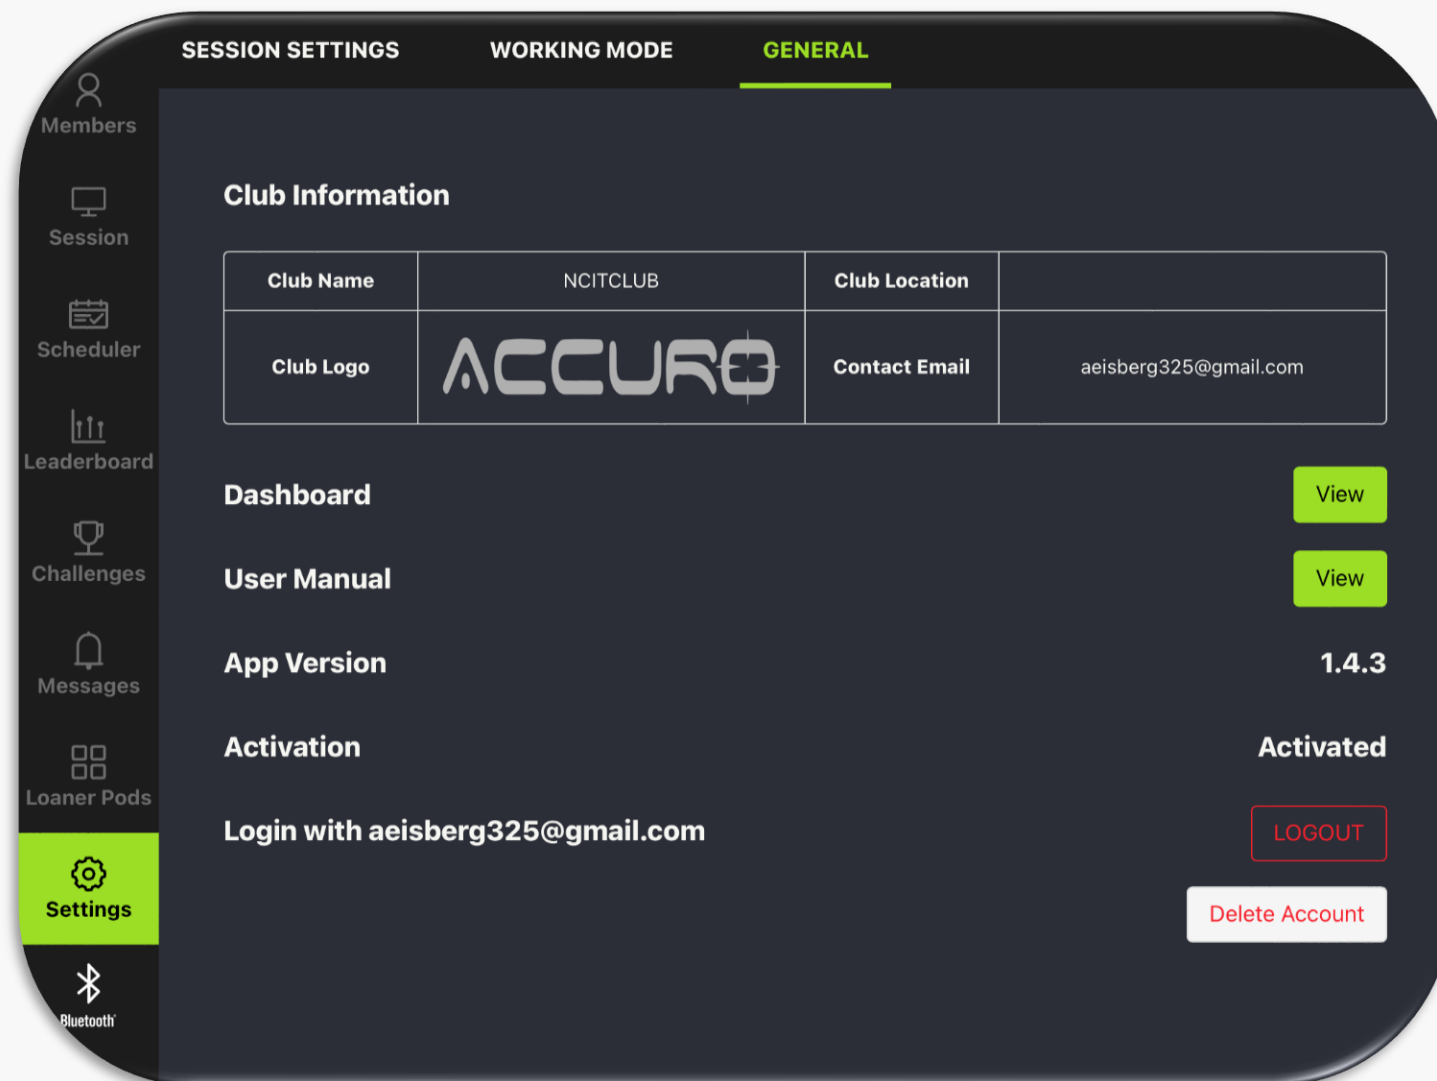 SESSION SETTINGS WORKING MODE GENERAL
Members
Session
Scheduler
Leaderboard
Challenges
Messages
Loaner Pods
Settings
Bluetooth
Club Information
Club Name NCITCLUB Club Location
Club Logo ACCURO Contact Email aeisberg325@gmail.com
Dashboard View
User Manual View
App Version 1.4.3
Activation Activated
Login with aeisberg325@gmail.com LOGOUT
Delete Account